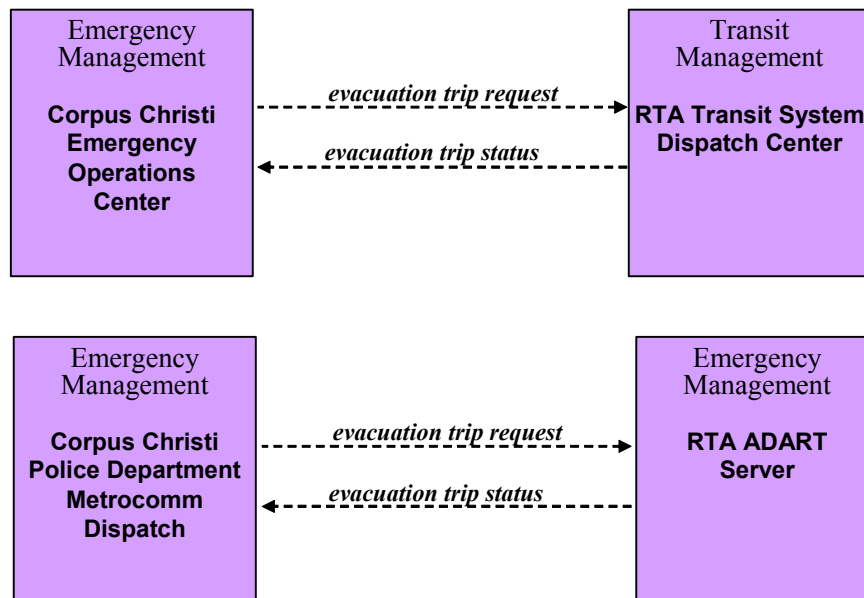 Emergency
Management
Corpus Christi
Emergency
Operations
Center
evacuation trip request
evacuation trip status
Transit
Management
RTA Transit System
Dispatch Center
Emergency
Management
Corpus Christi
Police Department
Metrocomm
Dispatch
evacuation trip request
evacuation trip status
Emergency
Management
RTA ADART
Server